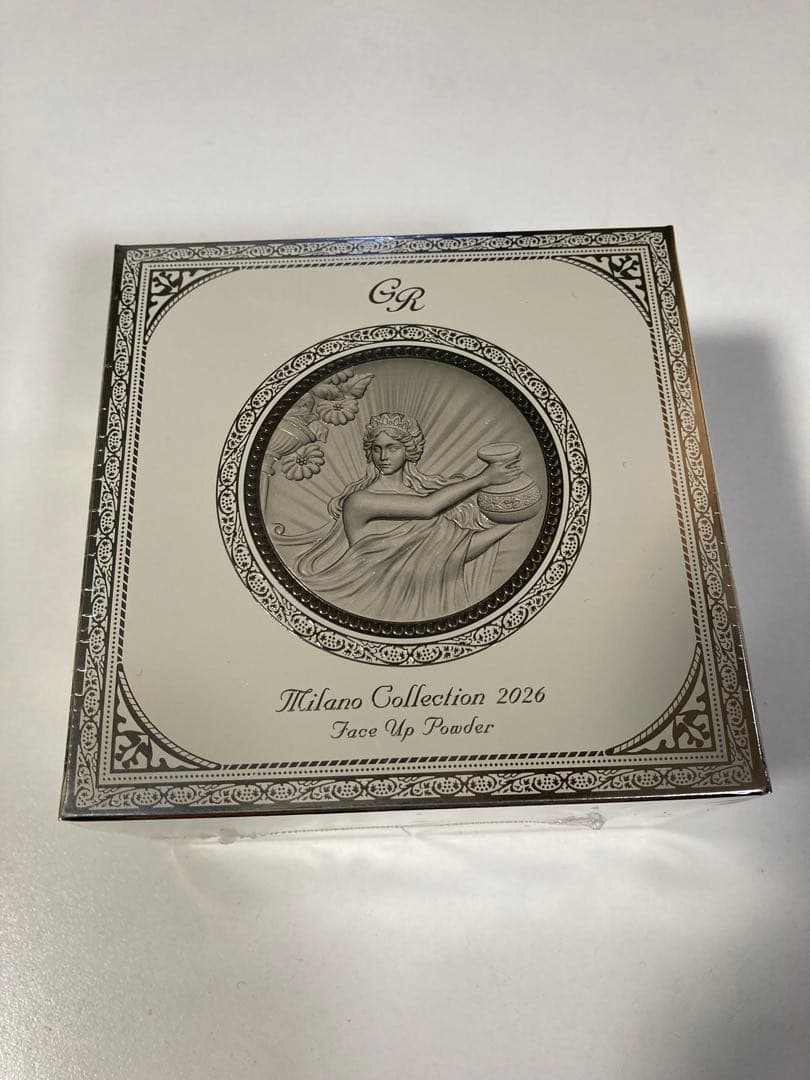 GR
Milano Collection 2026
Face Up Powder